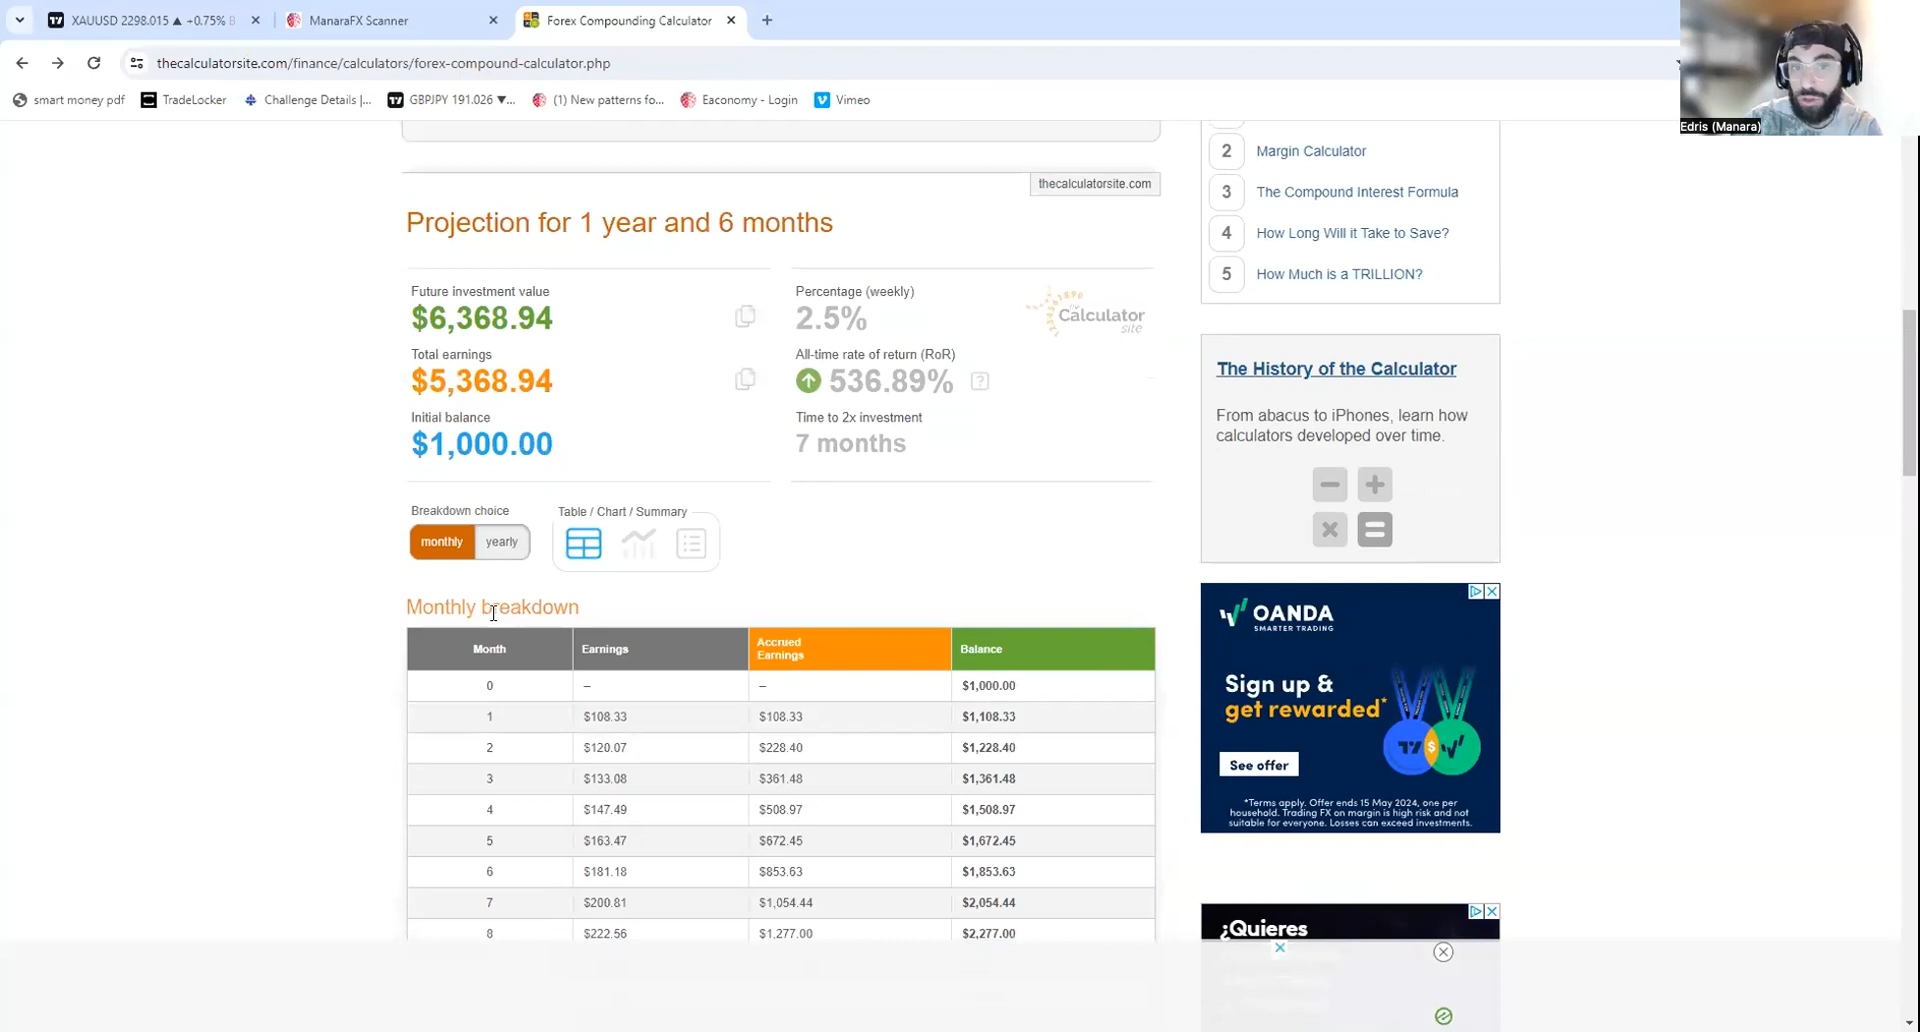 XAUUSD 2298.015 ▲ +0.75%
ManaraFX Scanner
Forex Compounding Calculator
thecalculatorsite.com/finance/calculators/forex-compound-calculator.php
smart money pdf
TradeLocker
Challenge Details |...
GBPJPY 191.026 ▼...
(1) New patterns fo...
Eaconomy - Login
Vimeo
Edris (Manara)
thecalculatorsite.com
Projection for 1 year and 6 months
Future investment value
$6,368.94
Total earnings
$5,368.94
Initial balance
$1,000.00
Percentage (weekly)
2.5%
All-time rate of return (RoR)
536.89%
?
Time to 2x investment
7 months
the
Calculator
site
Breakdown choice
monthly
yearly
Table / Chart / Summary
Monthly breakdown
Month Earnings Accrued Earnings Balance
0 – – $1,000.00
1 $108.33 $108.33 $1,108.33
2 $120.07 $228.40 $1,228.40
3 $133.08 $361.48 $1,361.48
4 $147.49 $508.97 $1,508.97
5 $163.47 $672.45 $1,672.45
6 $181.18 $853.63 $1,853.63
7 $200.81 $1,054.44 $2,054.44
8 $222.56 $1,277.00 $2,277.00
2 Margin Calculator
3 The Compound Interest Formula
4 How Long Will it Take to Save?
5 How Much is a TRILLION?
The History of the Calculator
From abacus to iPhones, learn how
calculators developed over time.
OANDA
SMARTER TRADING
Sign up &
get rewarded*
See offer
*Terms apply. Offer ends 15 May 2024, one per
household. Trading FX on margin is high risk and not
suitable for everyone. Losses can exceed investments.
¿Quieres